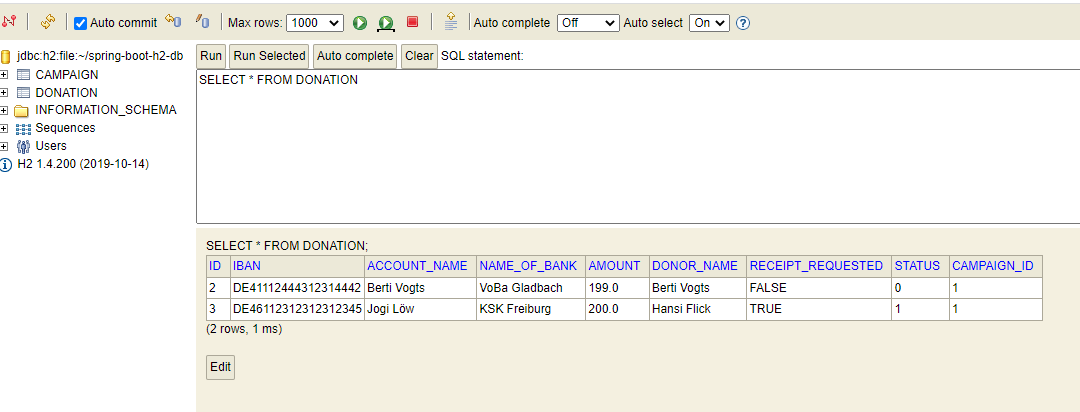 Auto commit Max rows: 1000 Auto complete Off Auto select On ?
jdbc:h2:file:~/spring-boot-h2-db
CAMPAIGN
DONATION
INFORMATION_SCHEMA
Sequences
Users
H2 1.4.200 (2019-10-14)
Run Run Selected Auto complete Clear SQL statement:
SELECT * FROM DONATION
SELECT * FROM DONATION;
ID IBAN ACCOUNT_NAME NAME_OF_BANK AMOUNT DONOR_NAME RECEIPT_REQUESTED STATUS CAMPAIGN_ID
2 DE41112444312314442 Berti Vogts VoBa Gladbach 199.0 Berti Vogts FALSE 0 1
3 DE46112312312312345 Jogi Löw KSK Freiburg 200.0 Hansi Flick TRUE 1 1
(2 rows, 1 ms)
Edit